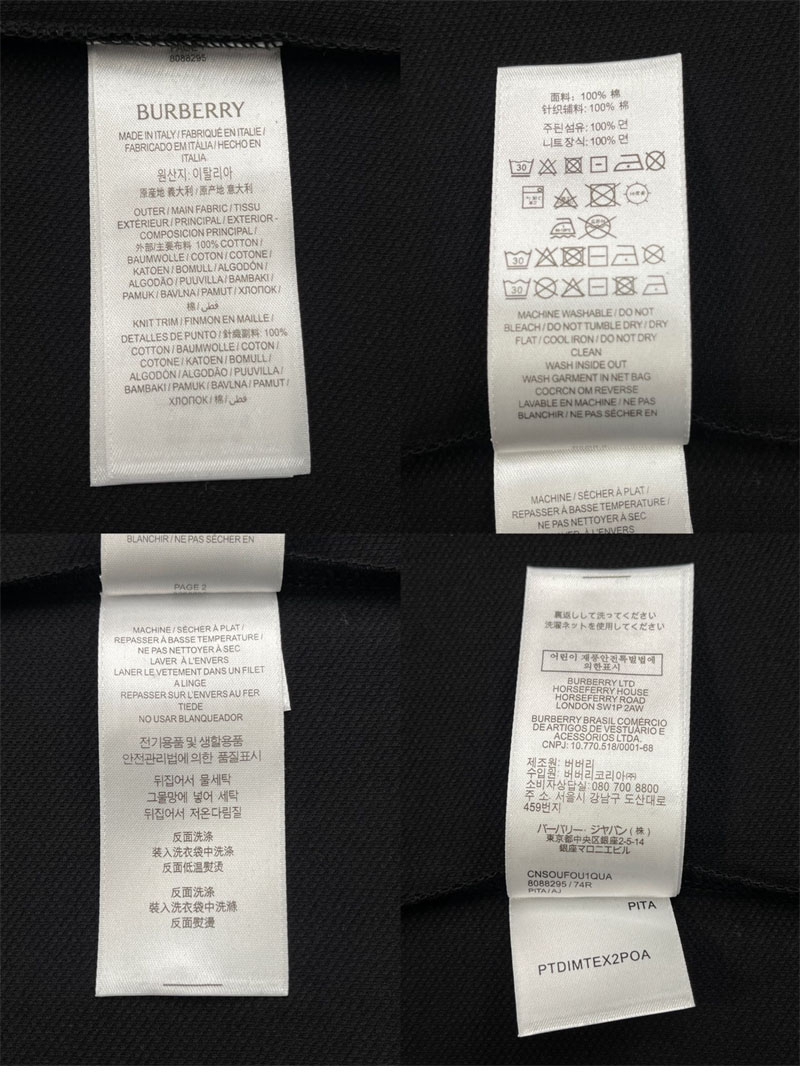 8088295
BURBERRY
MADE IN ITALY / FABRIQUÉ EN ITALIE /
FABRICADO EM ITÁLIA / HECHO EN
ITALIA
원산지: 이탈리아
原産地 義大利 / 原产地 意大利
OUTER / MAIN FABRIC / TISSU
EXTÉRIEUR / PRINCIPAL / EXTERIOR -
COMPOSICION PRINCIPAL /
外部/主要布料 100% COTTON /
BAUMWOLLE / COTON / COTONE /
KATOEN / BOMULL / ALGODÓN /
ALGODÃO / PUUVILLA / BAMBAKI /
PAMUK / BAVLNA / PAMUT / ХЛОПОК /
棉 / قطن /
KNIT TRIM / FINMON EN MAILLE /
DETALLES DE PUNTO / 針織副料: 100%
COTTON / BAUMWOLLE / COTON /
COTONE / KATOEN / BOMULL /
ALGODÓN / ALGODÃO / PUUVILLA /
BAMBAKI / PAMUK / BAVLNA / PAMUT /
ХЛОПОК / 棉 / قطن
面料: 100% 棉
针织辅料: 100% 棉
주된섬유: 100% 면
니트장식: 100% 면
30
30
30
MACHINE WASHABLE / DO NOT
BLEACH / DO NOT TUMBLE DRY / DRY
FLAT / COOL IRON / DO NOT DRY
CLEAN
WASH INSIDE OUT
WASH GARMENT IN NET BAG
COCRCN OM REVERSE
LAVABLE EN MACHINE / NE PAS
BLANCHIR / NE PAS SÉCHER EN
MACHINE / SÉCHER À PLAT /
REPASSER À BASSE TEMPERATURE /
NE PAS NETTOYER À SEC
LAVER À L'ENVERS
BLANCHIR / NE PAS SÉCHER EN
PAGE 2
MACHINE / SÉCHER À PLAT /
REPASSER À BASSE TEMPERATURE /
NE PAS NETTOYER À SEC
LAVER À L'ENVERS
LANER LE VETEMENT DANS UN FILET
A LINGE
REPASSER SUR L'ENVERS AU FER
TIEDE
NO USAR BLANQUEADOR
전기용품 및 생활용품
안전관리법에 의한 품질표시
뒤집어서 물세탁
그물망에 넣어 세탁
뒤집어서 저온다림질
反面洗涤
装入洗衣袋中洗涤
反面低温熨烫
反面洗滌
裝入洗衣袋中洗滌
反面熨燙
裏返しして洗ってください
洗濯ネットを使用してください
어린이 제품안전특별법에
의한표시
BURBERRY LTD
HORSEFERRY HOUSE
HORSEFERRY ROAD
LONDON SW1P 2AW
BURBERRY BRASIL COMÉRCIO
DE ARTIGOS DE VESTUÁRIO E
ACESSÓRIOS LTDA.
CNPJ: 10.770.518/0001-68
제조원: 버버리
수입원: 버버리코리아㈜
소비자상담실: 080 700 8800
주 소. 서울시 강남구 도산대로
459번지
バーバリー・ジャパン (株)
東京都中央区銀座2-5-14
銀座マロニエビル
CNSOUFOU1QUA
8088295 / 74R
PITA / AJ
PITA
PTDIMTEX2POA